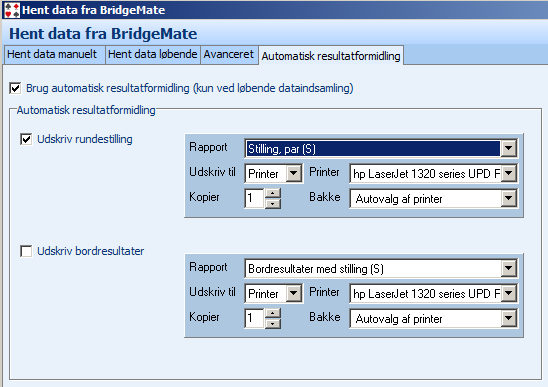 Hent data fra BridgeMate
Hent data fra BridgeMate
Hent data manuelt Hent data løbende Avanceret Automatisk resultatformidling
Brug automatisk resultatformidling (kun ved løbende dataindsamling)
Automatisk resultatformidling
Udskriv rundestilling
Rapport Stilling, par (S)
Udskriv til Printer Printer hp LaserJet 1320 series UPD F
Kopier 1 Bakke Autovalg af printer
Udskriv bordresultater
Rapport Bordresultater med stilling (S)
Udskriv til Printer Printer hp LaserJet 1320 series UPD F
Kopier 1 Bakke Autovalg af printer